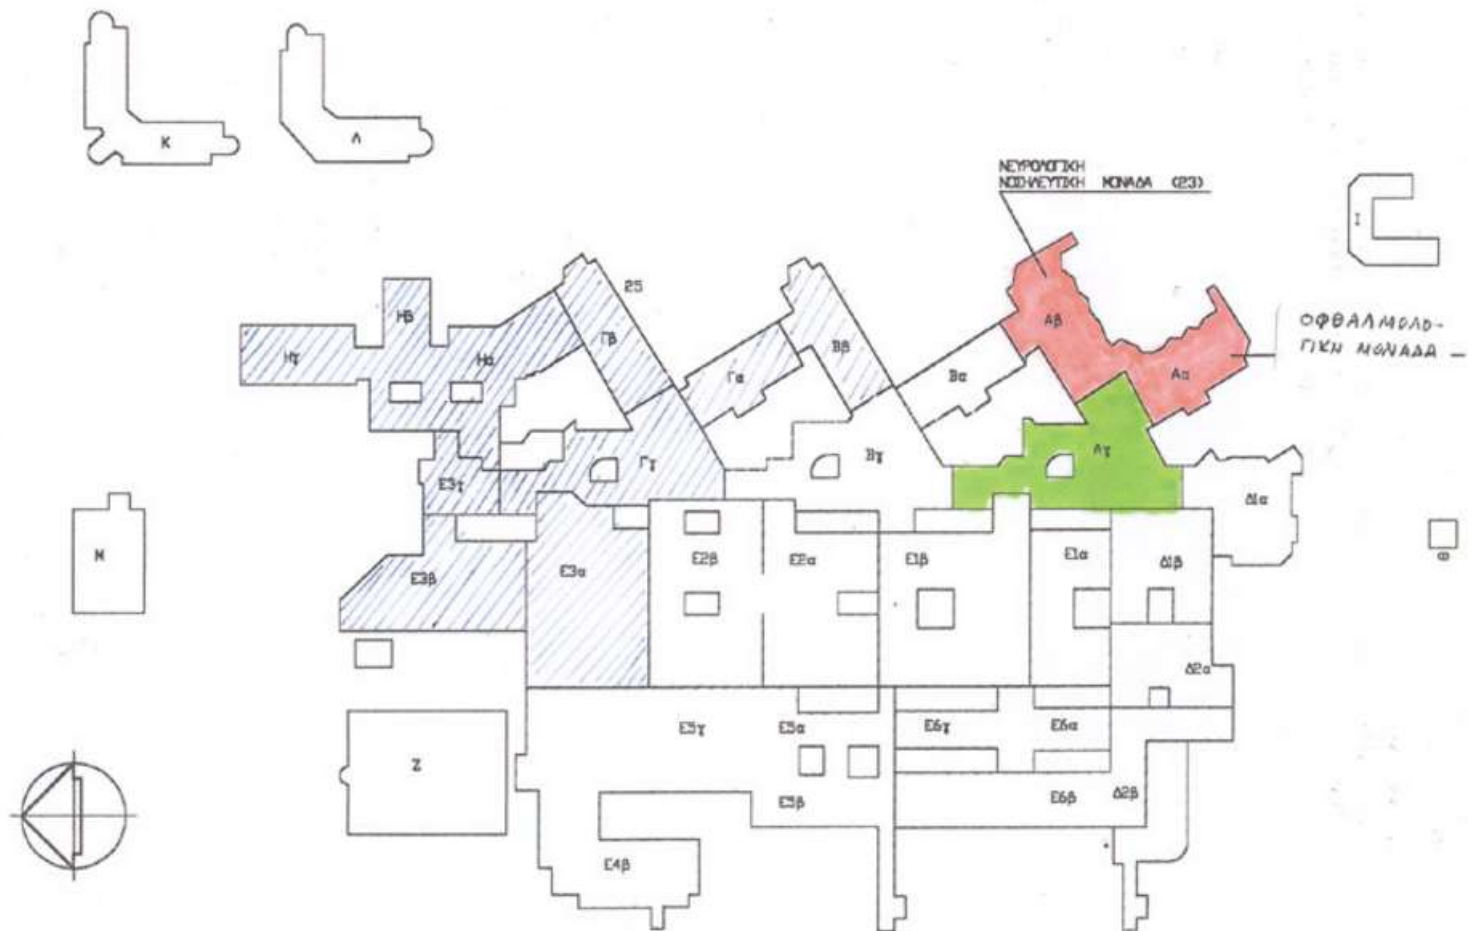 Κ
Λ
ΝΕΥΡΟΛΟΓΙΚΗ
ΝΟΣΗΛΕΥΤΙΚΗ ΜΟΝΑΔΑ (23)
Ι
25
Ηβ
Γβ
Ββ
Αβ
ΟΦΘΑΛΜΟΛΟ-
ΓΙΚΗ ΜΟΝΑΔΑ
Ηγ
Ηα
Γα
Βα
Αα
Γγ
Βγ
Αγ
Ε3γ
Δ1α
Μ
Ε3β
Ε3α
Ε2β
Ε2α
Ε1β
Ε1α
Δ1β
Θ
Δ2α
Ε5γ
Ε5α
Ε6γ
Ε6α
Ζ
Ε5β
Ε6β
Δ2β
Ε4β